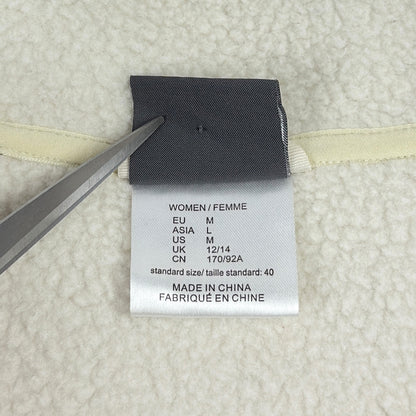 WOMEN / FEMME
EU M
ASIA L
US M
UK 12/14
CN 170/92A
standard size/ taille standard: 40
MADE IN CHINA
FABRIQUÉ EN CHINE